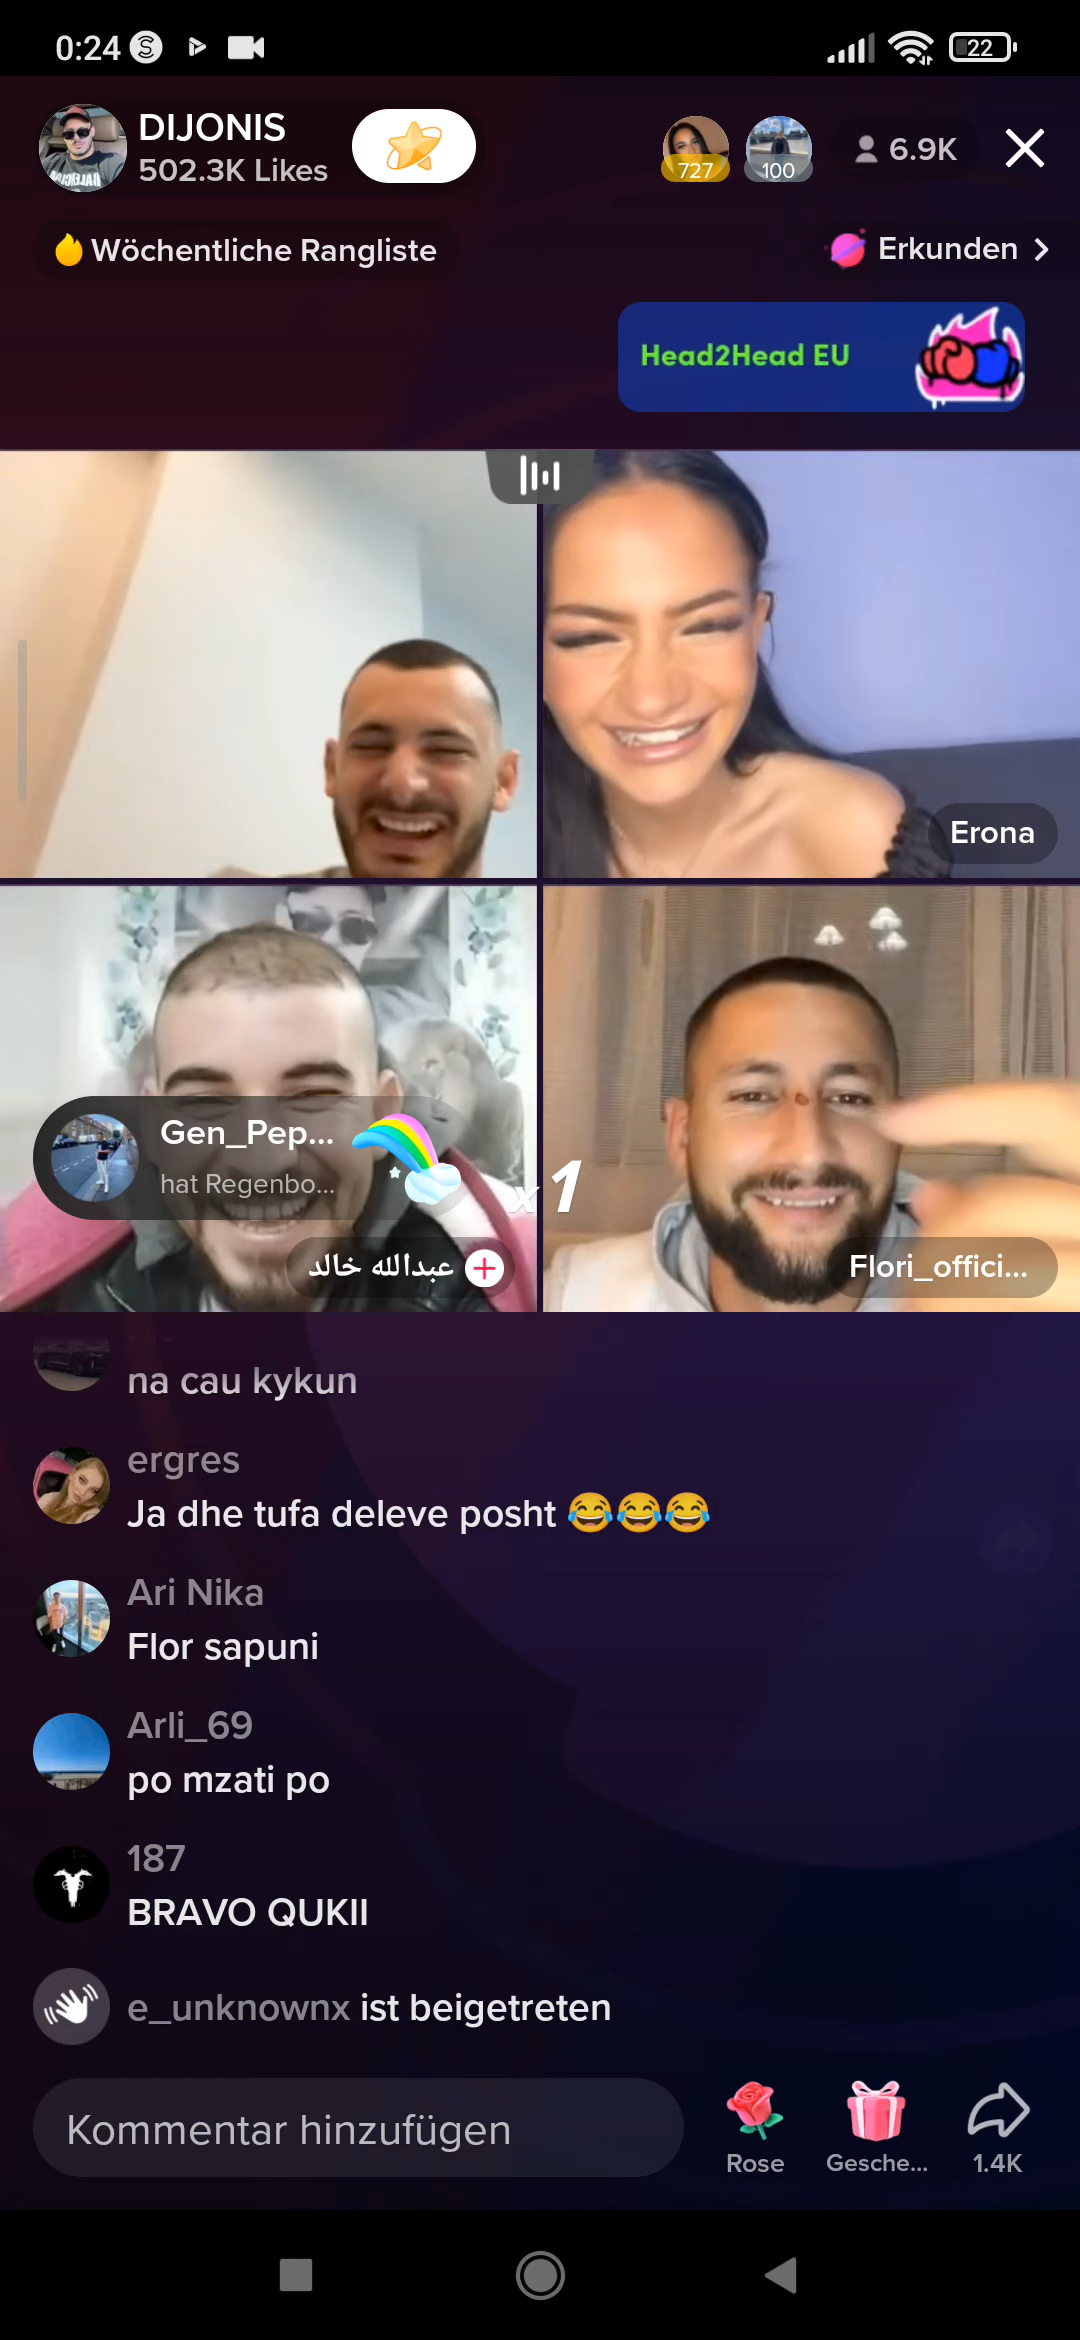 0:24
22
DIJONIS
502.3K Likes
727
100
6.9K
Wöchentliche Rangliste
Erkunden
Head2Head EU
Erona
Gen_Pep...
hat Regenbo...
x1
عبدالله خالد
Flori_offici...
na cau kykun
ergres
Ja dhe tufa deleve posht 😂😂😂
Ari Nika
Flor sapuni
Arli_69
po mzati po
187
BRAVO QUKII
e_unknownx ist beigetreten
Kommentar hinzufügen
Rose
Gesche...
1.4K